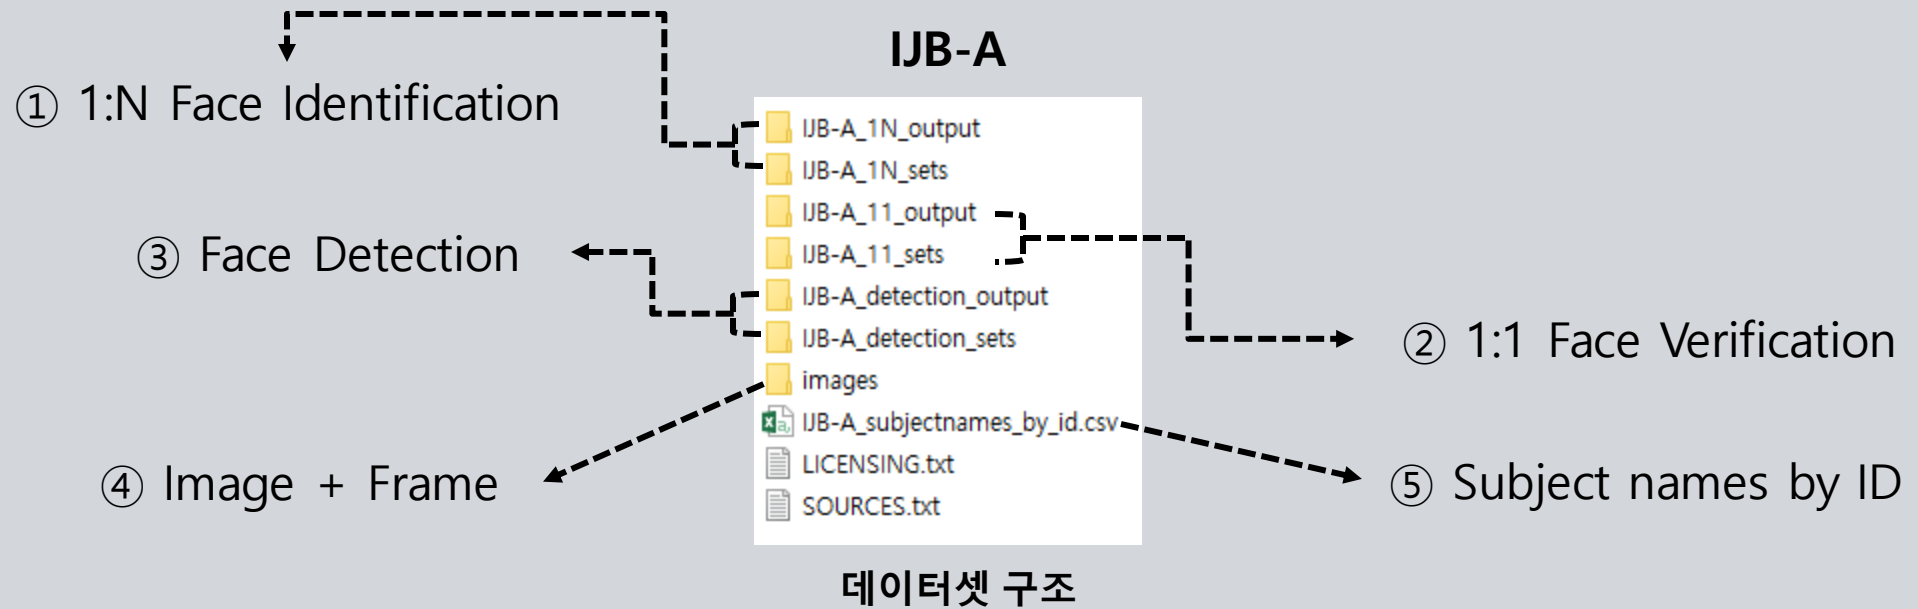 IJB-A
① 1:N Face Identification
IJB-A_1N_output
IJB-A_1N_sets
IJB-A_11_output
③ Face Detection
IJB-A_11_sets
IJB-A_detection_output
IJB-A_detection_sets
② 1:1 Face Verification
images
IJB-A_subjectnames_by_id.csv
LICENSING.txt
④ Image + Frame
⑤ Subject names by ID
SOURCES.txt
데이터셋 구조